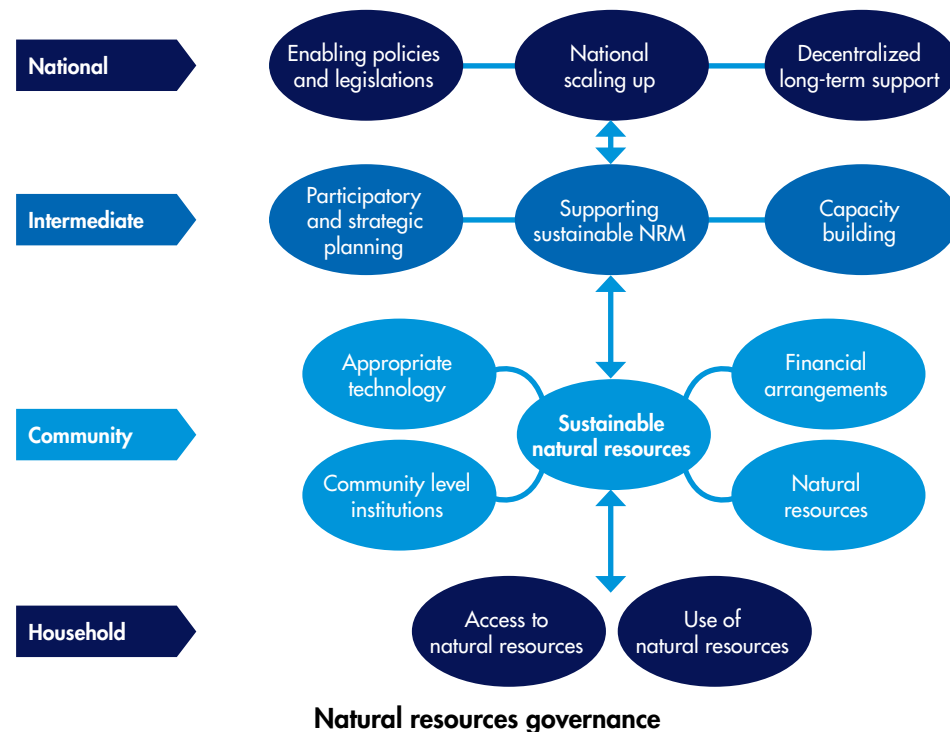 National
Enabling policies
and legislations
National
scaling up
Decentralized
long-term support
Intermediate
Participatory
and strategic
planning
Supporting
sustainable NRM
Capacity
building
Community
Appropriate
technology
Financial
arrangements
Sustainable
natural resources
Community level
institutions
Natural
resources
Household
Access to
natural resources
Use of
natural resources
Natural resources governance